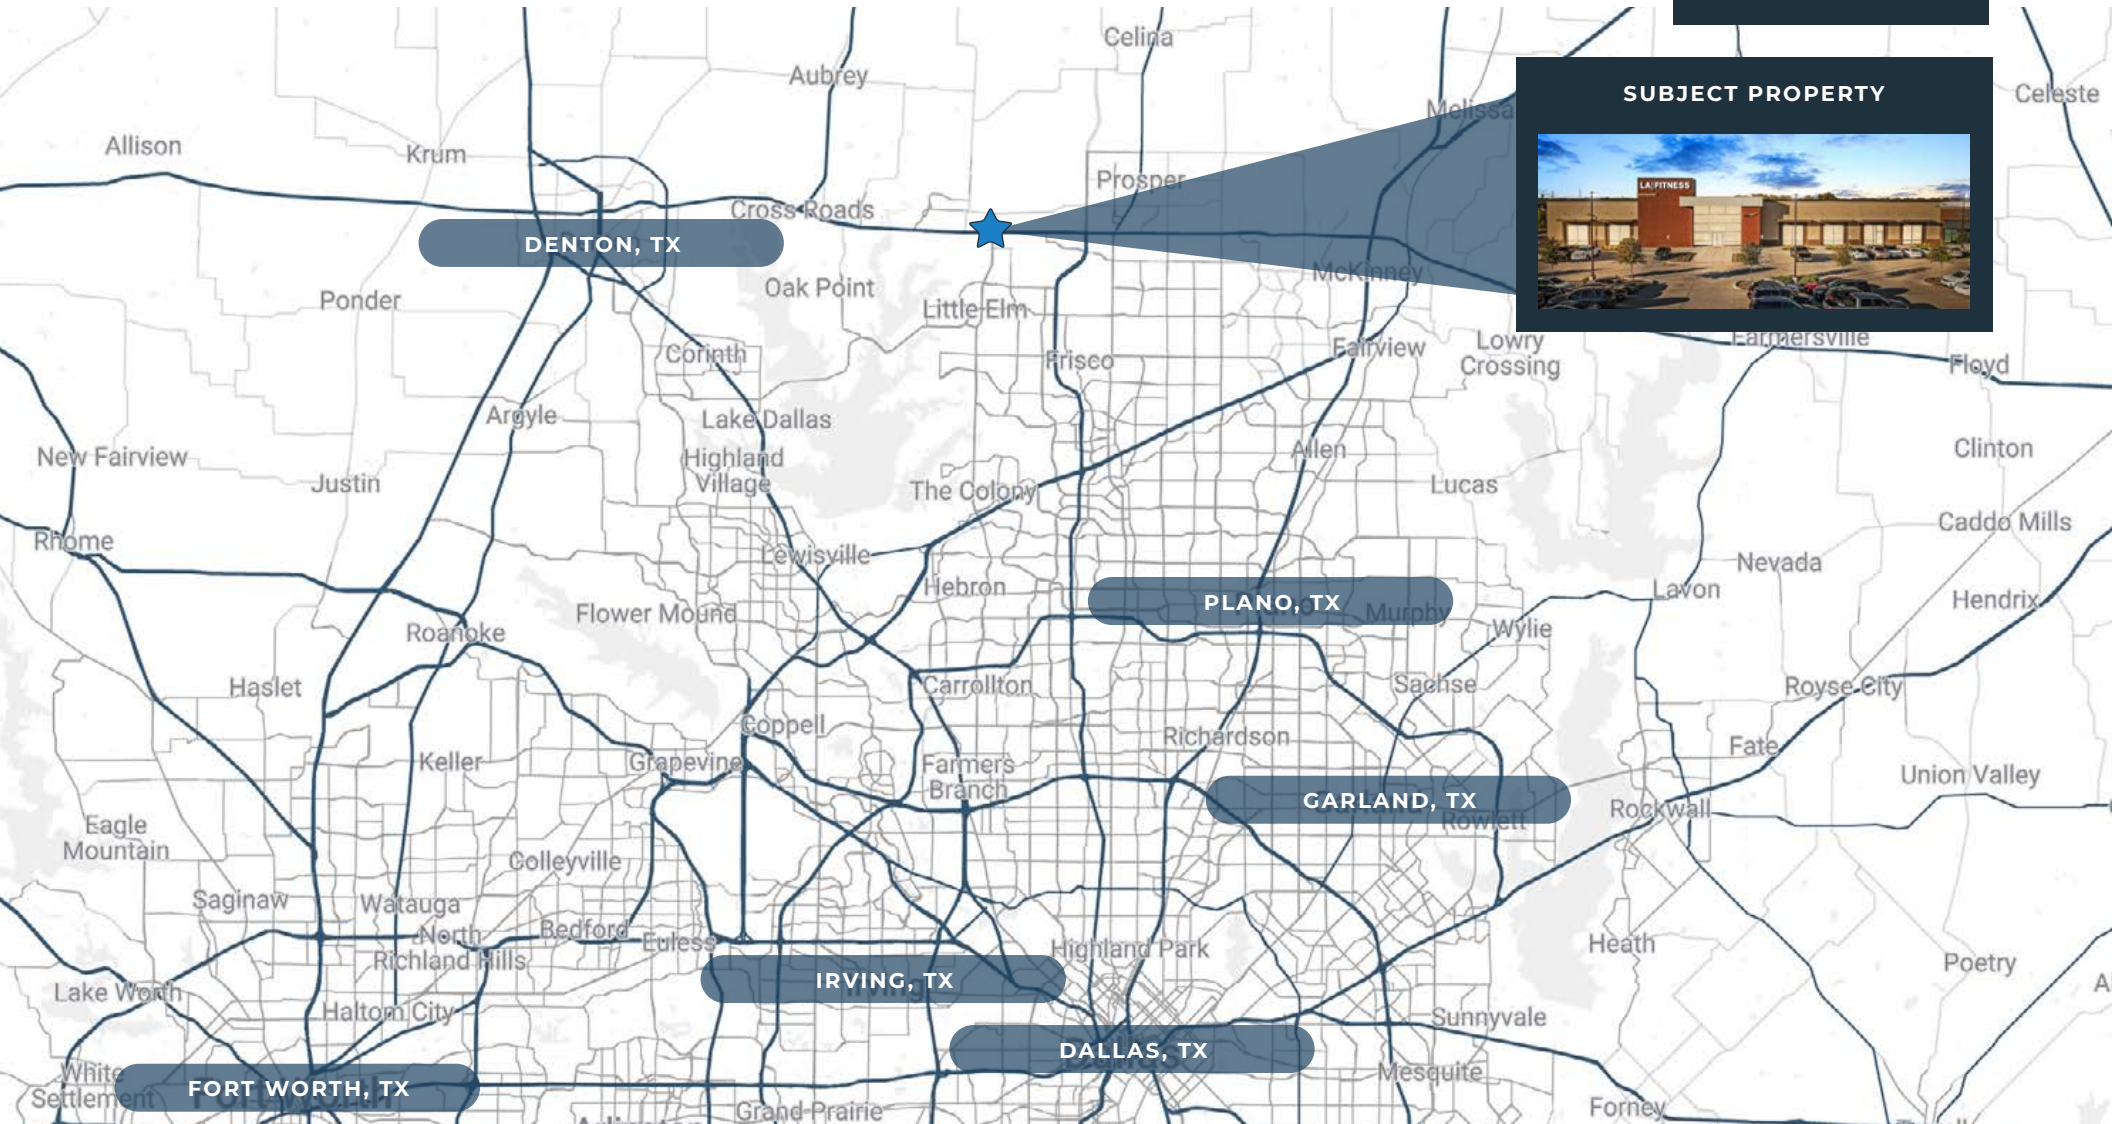 Celina
Aubrey
SUBJECT PROPERTY
Celeste
Melissa
Allison
Krum
Prosper
LA FITNESS
Cross Roads
DENTON, TX
McKinney
Oak Point
Ponder
Little Elm
Farmersville
Lowry
Crossing
Fairview
Corinth
Frisco
Floyd
Argyle
Lake Dallas
Allen
Clinton
New Fairview
Highland
Village
Justin
The Colony
Lucas
Caddo Mills
Rhome
Lewisville
Nevada
Hebron
Lavon
PLANO, TX
Murphy
Hendrix
Flower Mound
Roanoke
Wylie
Haslet
Carrollton
Sachse
Royse City
Coppell
Richardson
Fate
Keller
Grapevine
Farmers
Branch
Union Valley
GARLAND, TX
Rowlett
Rockwall
Eagle
Mountain
Colleyville
Saginaw
Watauga
North
Richland Hills
Bedford
Euless
Highland Park
Heath
Poetry
IRVING, TX
Irving
Lake Worth
Haltom City
Sunnyvale
DALLAS, TX
Dallas
White
Settlement
FORT WORTH, TX
Fort Worth
Mesquite
Grand Prairie
Arlington
Forney